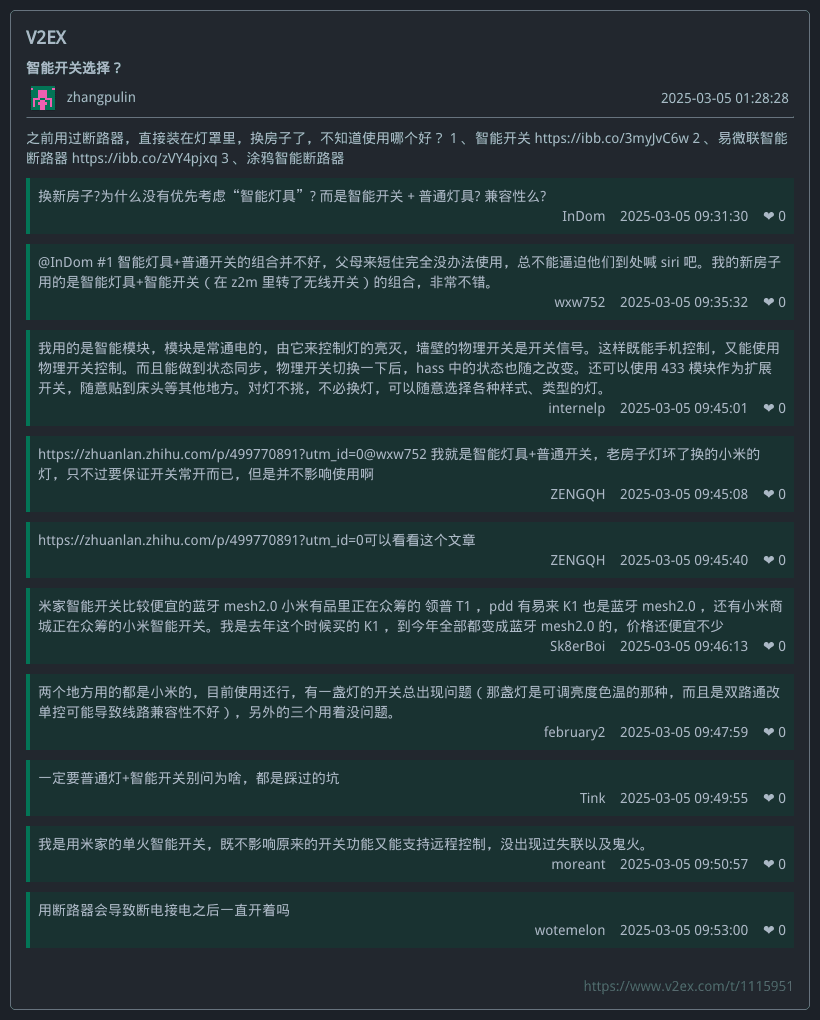 V2EX
智能开关选择？
zhangpulin 2025-03-05 01:28:28
之前用过断路器，直接装在灯罩里，换房子了，不知道使用哪个好？ 1 、智能开关 https://ibb.co/3myJvC6w 2 、易微联智能
断路器 https://ibb.co/zVY4pjxq 3 、涂鸦智能断路器
换新房子?为什么没有优先考虑“智能灯具”? 而是智能开关 + 普通灯具? 兼容性么?
InDom 2025-03-05 09:31:30 ❤ 0
@InDom #1 智能灯具+普通开关的组合并不好，父母来短住完全没办法使用，总不能逼迫他们到处喊 siri 吧。我的新房子
用的是智能灯具+智能开关（在 z2m 里转了无线开关）的组合，非常不错。
wxw752 2025-03-05 09:35:32 ❤ 0
我用的是智能模块，模块是常通电的，由它来控制灯的亮灭，墙壁的物理开关是开关信号。这样既能手机控制，又能使用
物理开关控制。而且能做到状态同步，物理开关切换一下后，hass 中的状态也随之改变。还可以使用 433 模块作为扩展
开关，随意贴到床头等其他地方。对灯不挑，不必换灯，可以随意选择各种样式、类型的灯。
internelp 2025-03-05 09:45:01 ❤ 0
https://zhuanlan.zhihu.com/p/499770891?utm_id=0@wxw752 我就是智能灯具+普通开关，老房子灯坏了换的小米的
灯，只不过要保证开关常开而已，但是并不影响使用啊
ZENGQH 2025-03-05 09:45:08 ❤ 0
https://zhuanlan.zhihu.com/p/499770891?utm_id=0可以看看这个文章
ZENGQH 2025-03-05 09:45:40 ❤ 0
米家智能开关比较便宜的蓝牙 mesh2.0 小米有品里正在众筹的 领普 T1 ，pdd 有易来 K1 也是蓝牙 mesh2.0 ，还有小米商
城正在众筹的小米智能开关。我是去年这个时候买的 K1 ，到今年全部都变成蓝牙 mesh2.0 的，价格还便宜不少
Sk8erBoi 2025-03-05 09:46:13 ❤ 0
两个地方用的都是小米的，目前使用还行，有一盏灯的开关总出现问题（那盏灯是可调亮度色温的那种，而且是双路通改
单控可能导致线路兼容性不好），另外的三个用着没问题。
february2 2025-03-05 09:47:59 ❤ 0
一定要普通灯+智能开关别问为啥，都是踩过的坑
Tink 2025-03-05 09:49:55 ❤ 0
我是用米家的单火智能开关，既不影响原来的开关功能又能支持远程控制，没出现过失联以及鬼火。
moreant 2025-03-05 09:50:57 ❤ 0
用断路器会导致断电接电之后一直开着吗
wotemelon 2025-03-05 09:53:00 ❤ 0
https://www.v2ex.com/t/1115951